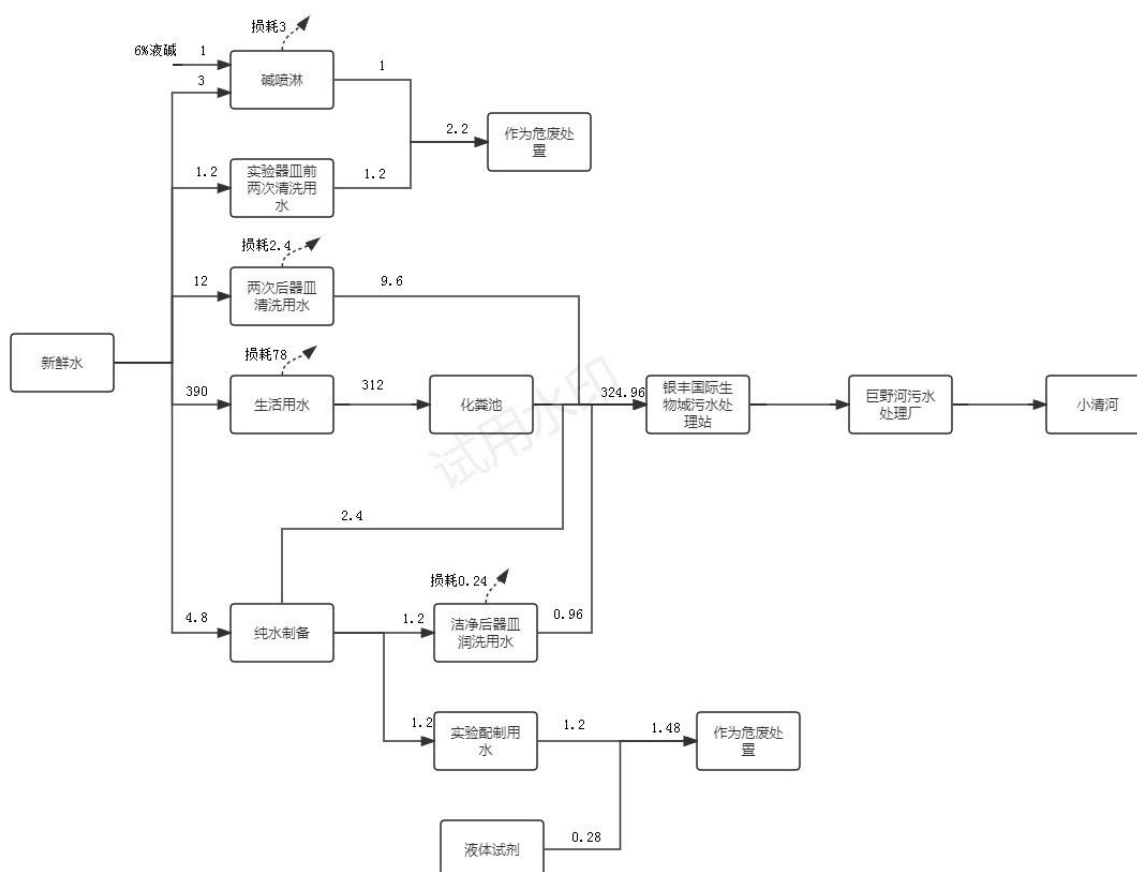 损耗3
6%液碱
1
碱喷淋
1
3
2.2
作为危废处
置
1.2
实验器皿前
两次清洗用
水
1.2
损耗2.4
12
两次后器皿
清洗用水
9.6
新鲜水
损耗78
390
生活用水
312
化粪池
324.96
银丰国际生
物城污水处
理站
巨野河污水
处理厂
小清河
试用水印
2.4
损耗0.24
4.8
纯水制备
1.2
洁净后器皿
润洗用水
0.96
1.2
实验配制用
水
1.2
1.48
作为危废处
置
液体试剂
0.28